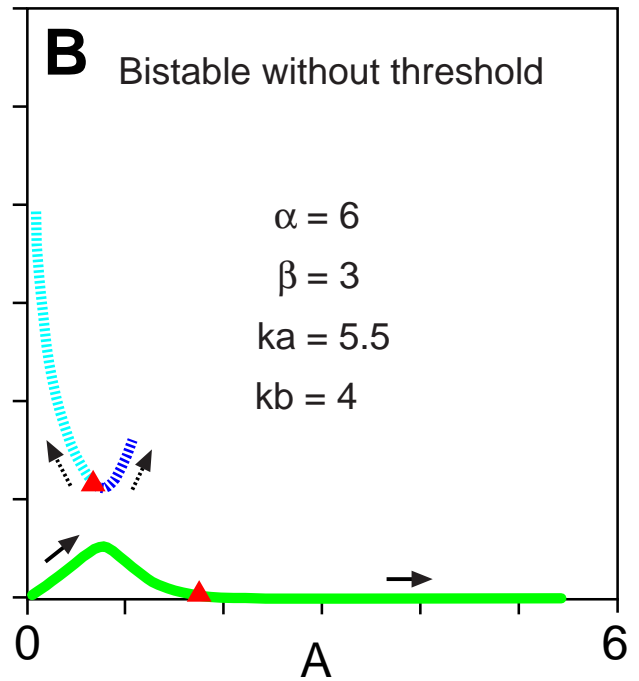 B Bistable without threshold
α = 6
β = 3
ka = 5.5
kb = 4
0 6
A